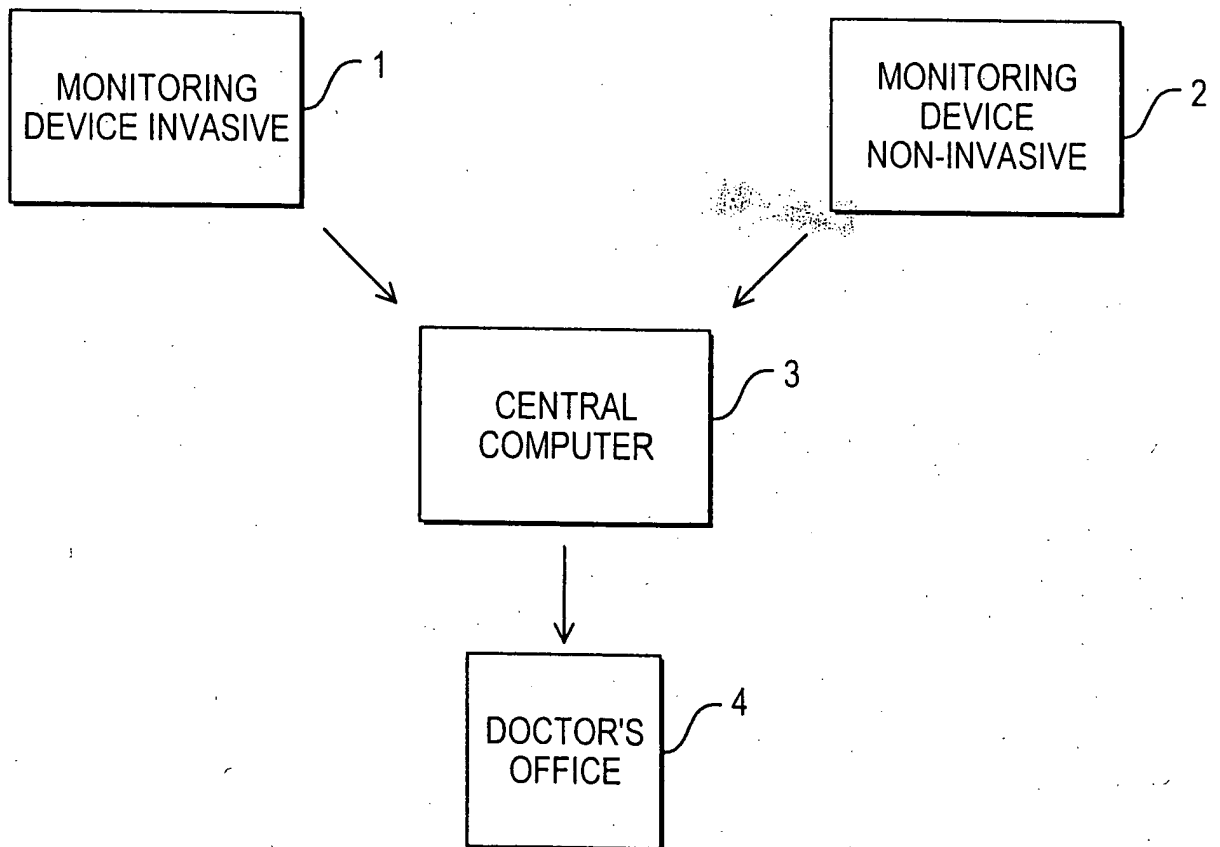 MONITORING
DEVICE INVASIVE
1
MONITORING
DEVICE
NON-INVASIVE
2
CENTRAL
COMPUTER
3
DOCTOR'S
OFFICE
4